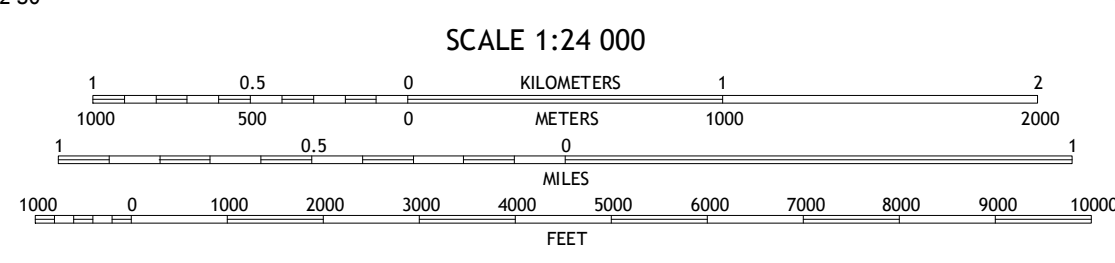 SCALE 1:24 000
1 0.5 0 KILOMETERS 1 2
1000 500 0 METERS 1000 2000
1 0.5 0 1
MILES
1000 0 1000 2000 3000 4000 5000 6000 7000 8000 9000 10000
FEET